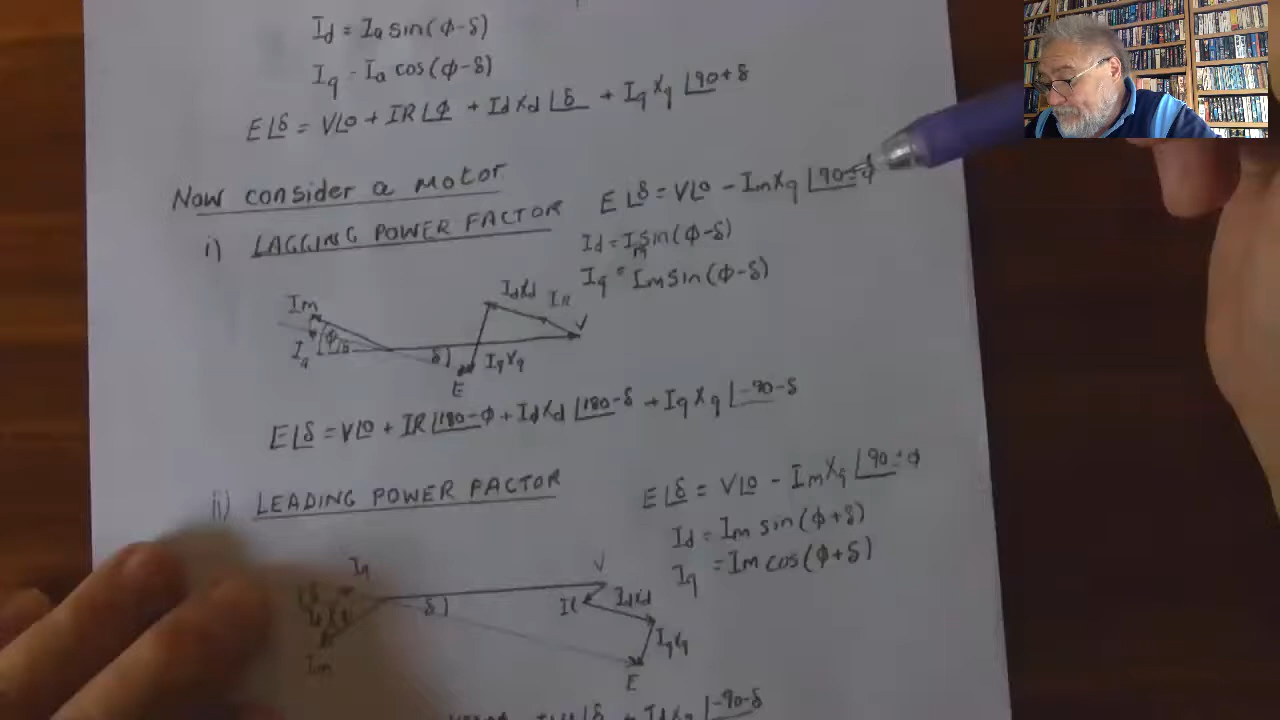 Id = Ia sin(φ-δ)
Iq - Ia cos(φ-δ)
E∠δ = V∠0 + IR∠φ + IdXd∠δ + IqXq∠90+δ
Now consider a motor
i) LAGGING POWER FACTOR
E∠δ = V∠0 - ImXq∠90-φ
Id = Im sin(φ-δ)
Iq = Im sin(φ-δ)
Im
IdXd
IR
V
Iq
φ
δ
δ
IqXq
E
E∠δ = V∠0 + IR∠180-φ + IdXd∠180-δ + IqXq∠-90-δ
ii) LEADING POWER FACTOR
E∠δ = V∠0 - ImXq∠90-φ
Id = Im sin(φ+δ)
Iq = Im cos(φ+δ)
Iq
V
δ
IR
IdXd
IqXq
Im
E
∠-90-δ